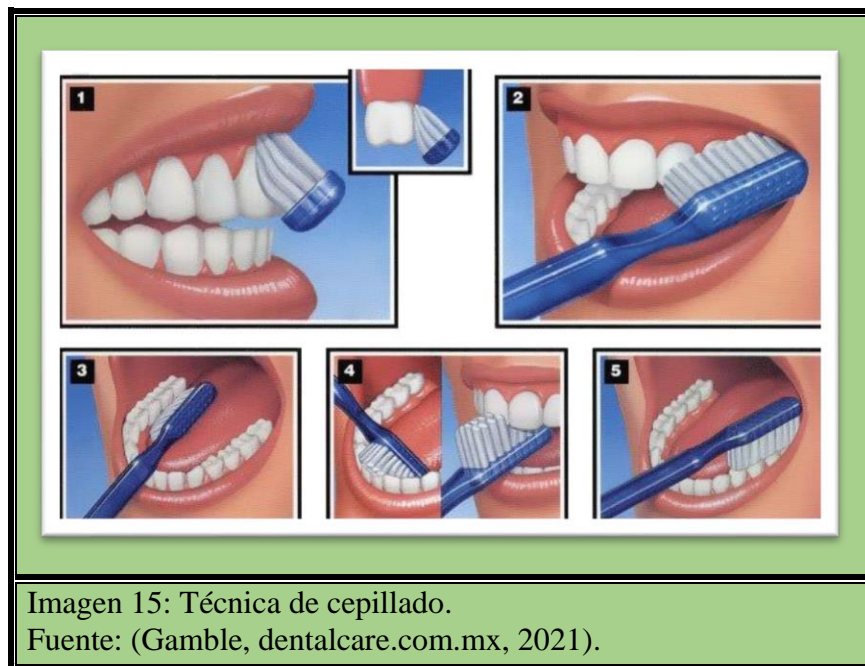 1
2
3
4
5
Imagen 15: Técnica de cepillado.
Fuente: (Gamble, dentalcare.com.mx, 2021).